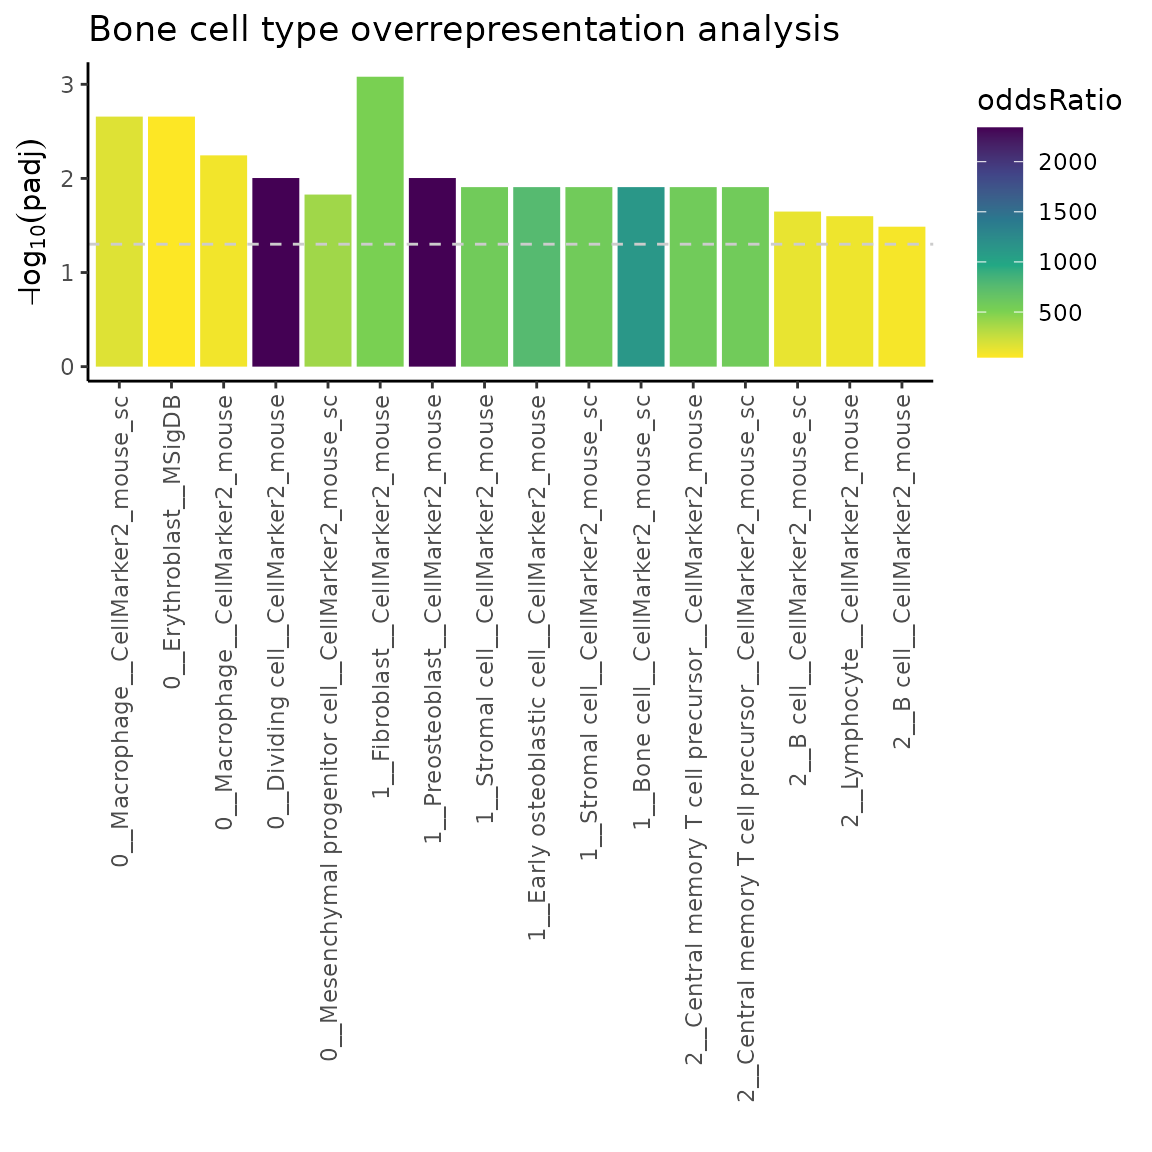 Bone cell type overrepresentation analysis
−log10(padj)
3
2
1
0
0__Macrophage__CellMarker2_mouse_sc
0__Erythroblast__MSigDB
0__Macrophage__CellMarker2_mouse
0__Dividing cell__CellMarker2_mouse
0__Mesenchymal progenitor cell__CellMarker2_mouse_sc
1__Fibroblast__CellMarker2_mouse
1__Preosteoblast__CellMarker2_mouse
1__Stromal cell__CellMarker2_mouse
1__Early osteoblastic cell__CellMarker2_mouse
1__Stromal cell__CellMarker2_mouse_sc
1__Bone cell__CellMarker2_mouse_sc
2__Central memory T cell precursor__CellMarker2_mouse
2__Central memory T cell precursor__CellMarker2_mouse_sc
2__B cell__CellMarker2_mouse_sc
2__Lymphocyte__CellMarker2_mouse
2__B cell__CellMarker2_mouse
oddsRatio
2000
1500
1000
500